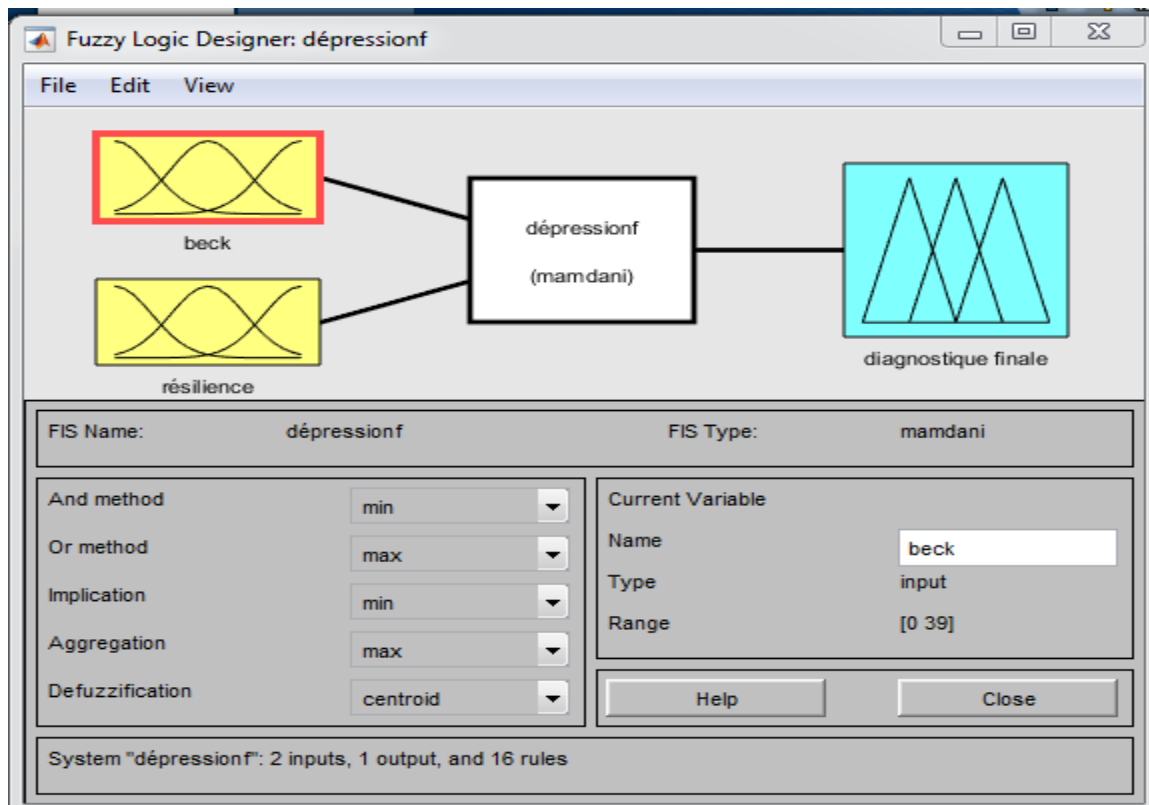 Fuzzy Logic Designer: dépressionf
File Edit View
beck
résilience
dépressionf
(mamdani)
diagnostique finale
FIS Name: dépressionf FIS Type: mamdani
And method min
Or method max
Implication min
Aggregation max
Defuzzification centroid
Current Variable
Name beck
Type input
Range [0 39]
Help Close
System "dépressionf": 2 inputs, 1 output, and 16 rules